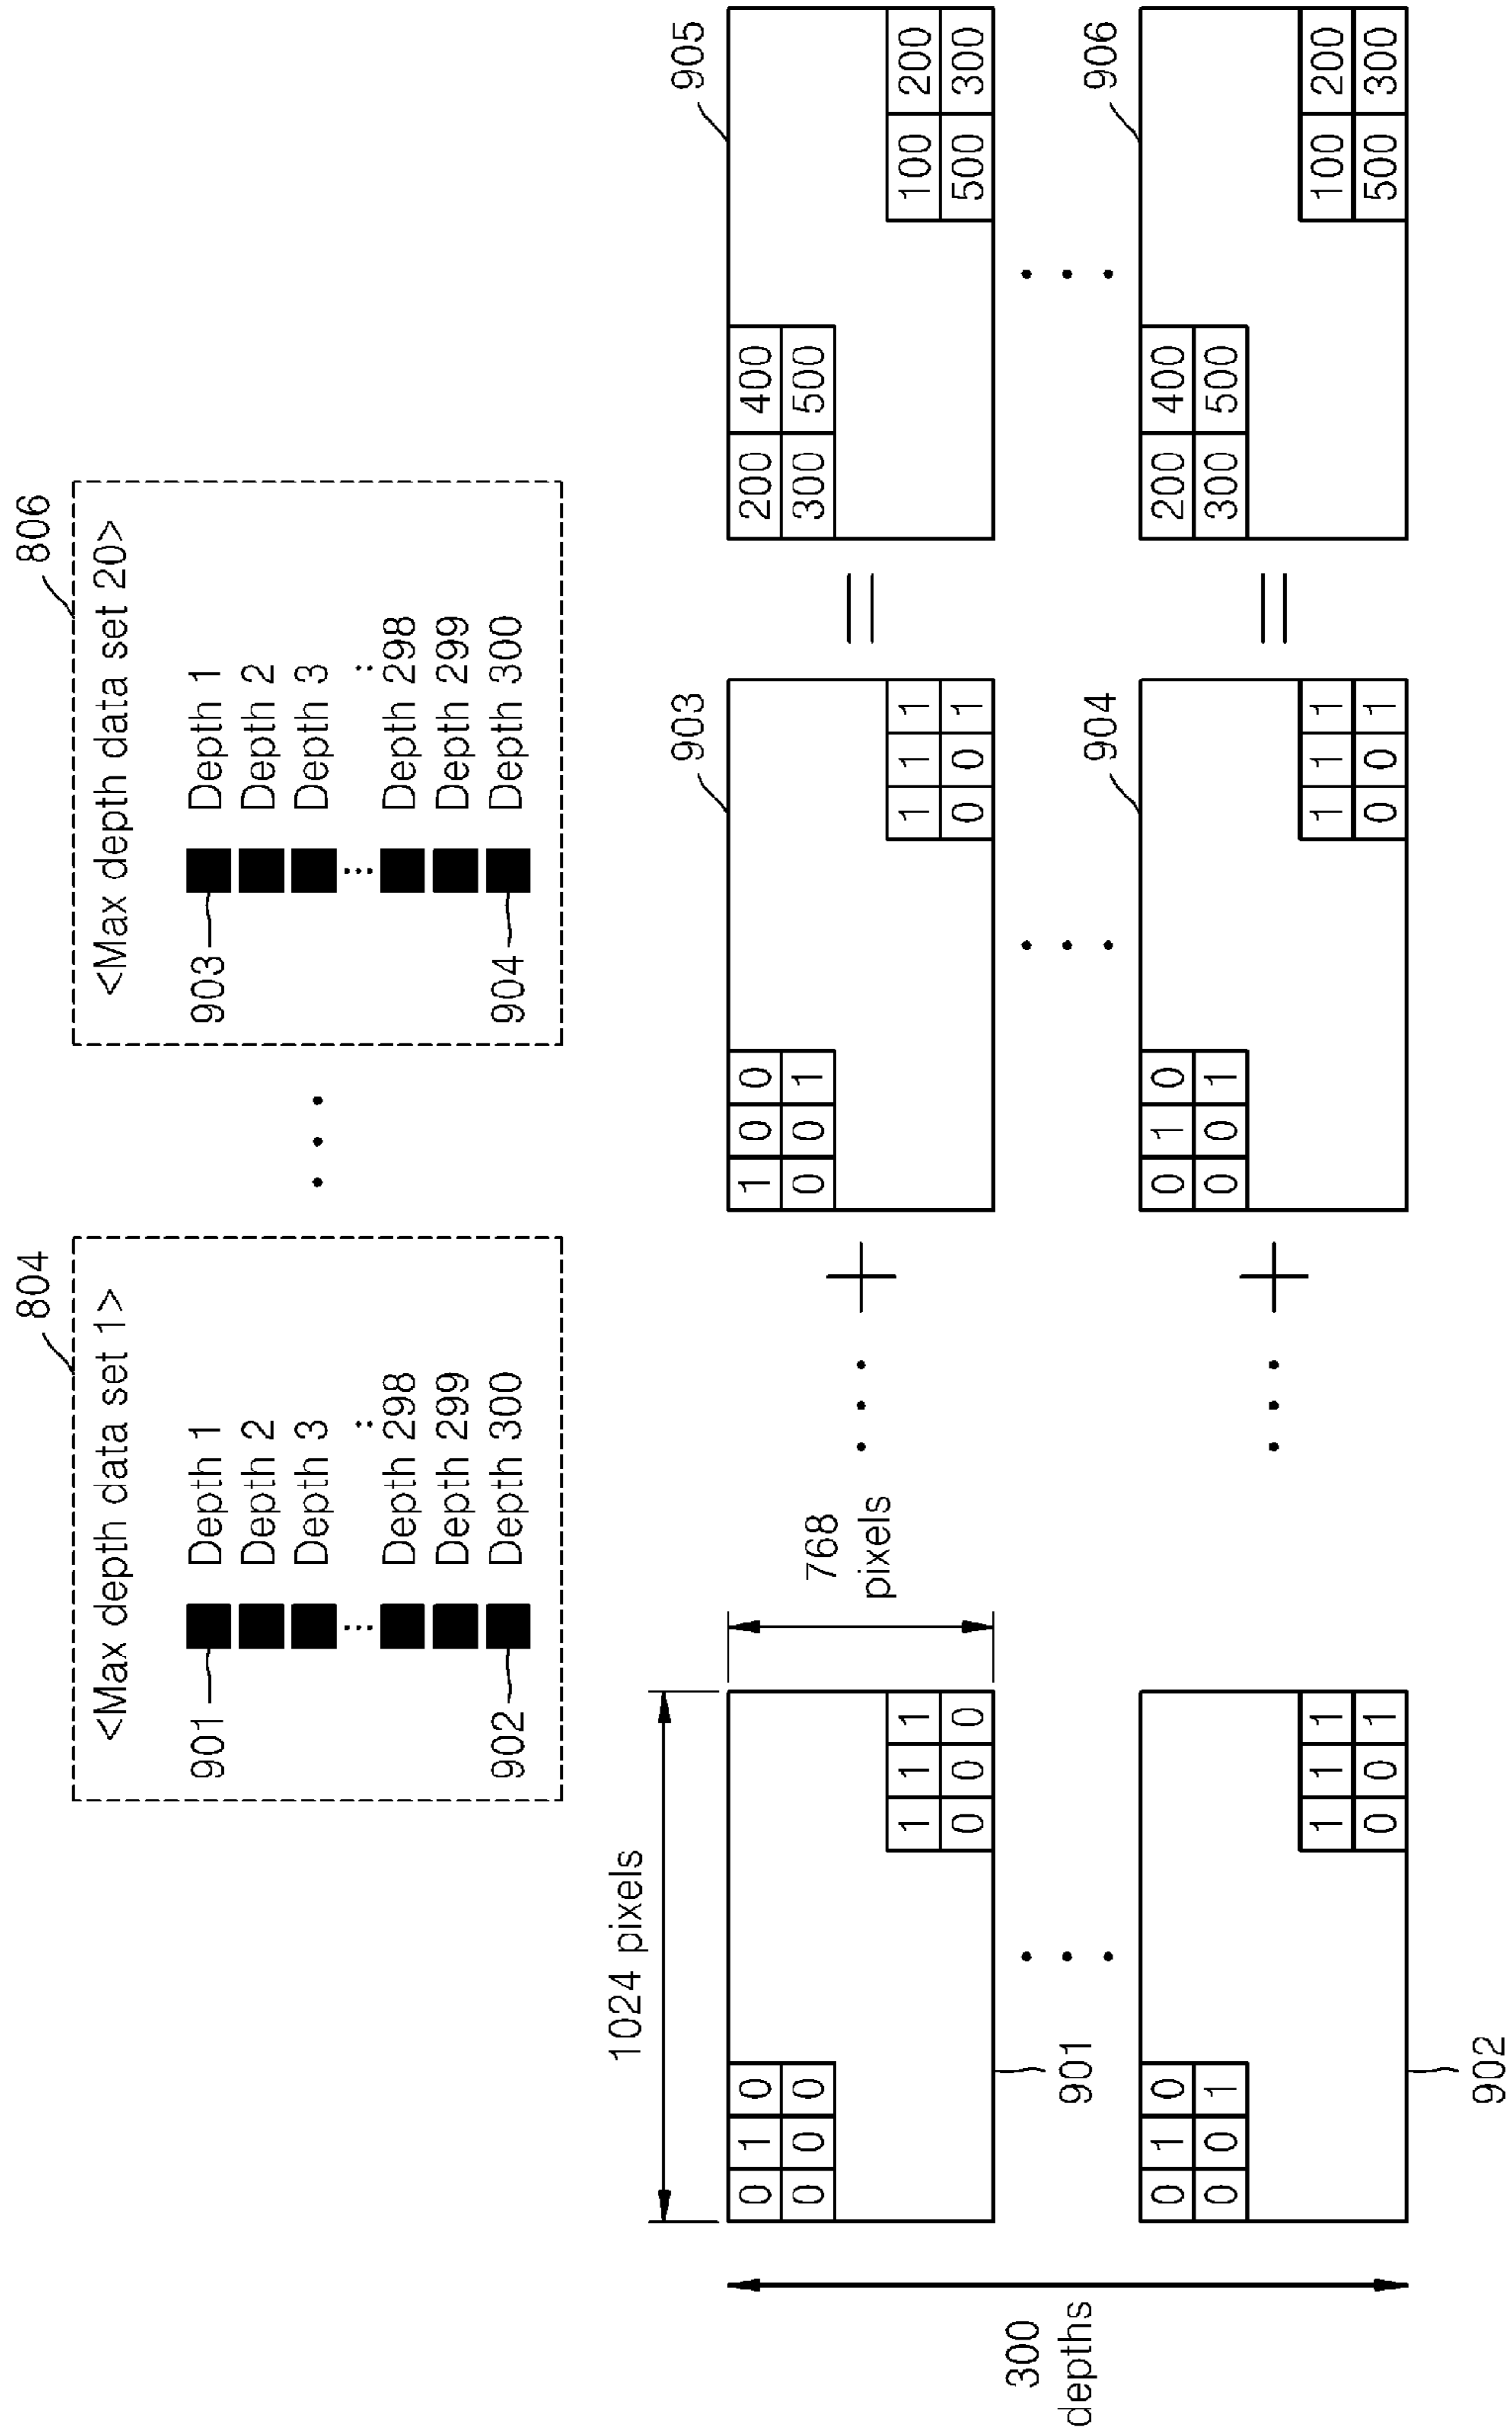 804
<Max depth data set 1>
901
Depth 1
Depth 2
Depth 3
Depth 298
Depth 299
902
Depth 300
806
<Max depth data set 20>
903
Depth 1
Depth 2
Depth 3
Depth 298
Depth 299
904
Depth 300
300
depths
1024 pixels
768
pixels
0 1 0
0 0 0
1 1 1
0 0 0
901
+
903
1 0 0
0 0 1
1 1 1
0 0 1
=
905
200 400
300 500
100 200
500 300
0 1 0
0 0 1
1 1 1
0 0 1
902
+
904
0 1 0
0 0 1
1 1 1
0 0 1
=
906
200 400
300 500
100 200
500 300